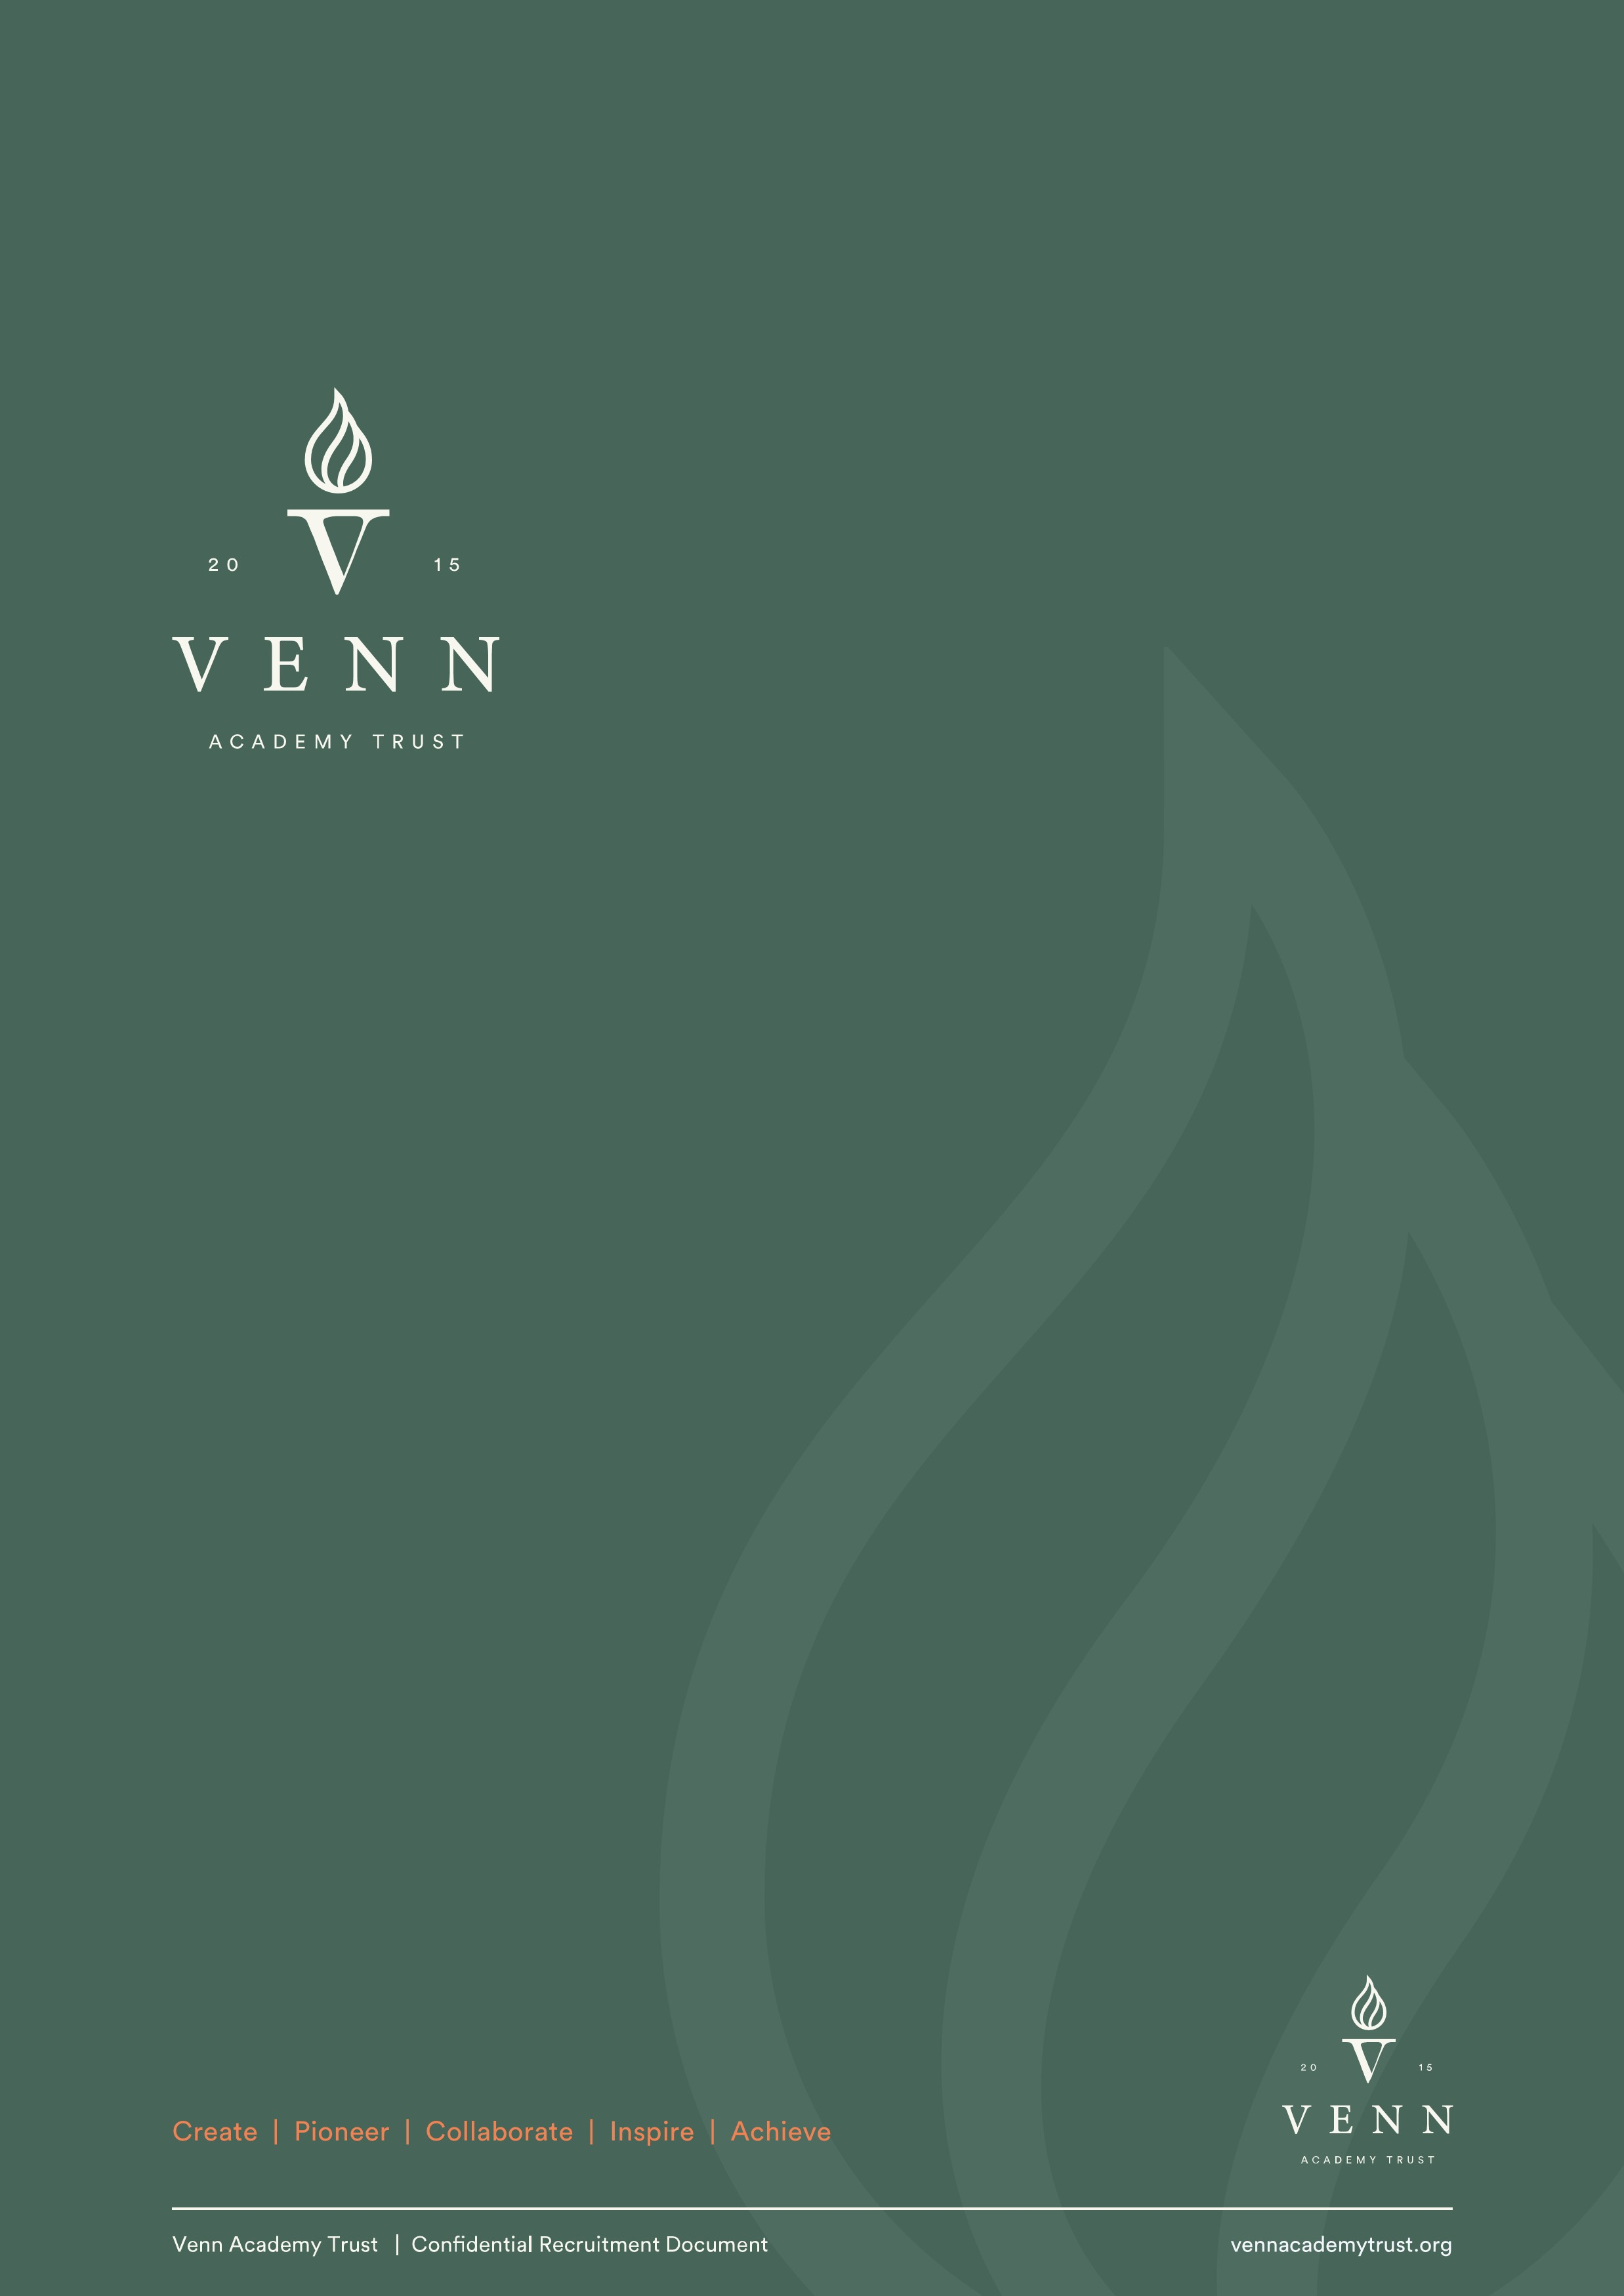 20 15
VENN
ACADEMY TRUST
20 15
VENN
ACADEMY TRUST
Create | Pioneer | Collaborate | Inspire | Achieve
Venn Academy Trust | Confidential Recruitment Document
vennacademytrust.org